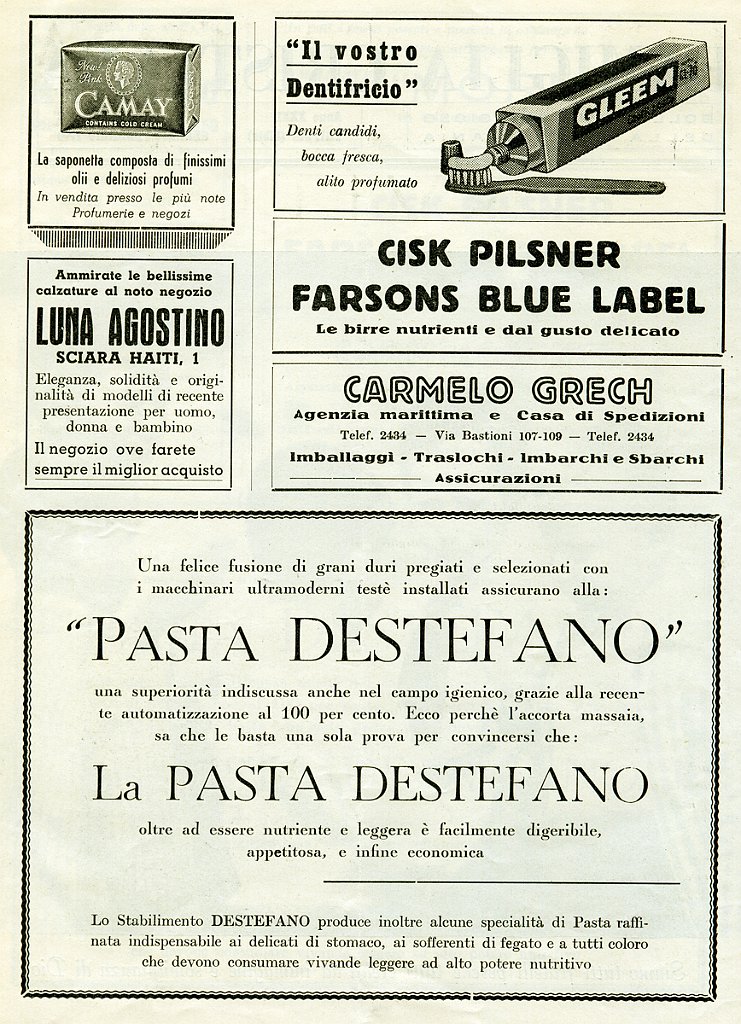 New!
Pink
CAMAY
CONTAINS COLD CREAM
La saponetta composta di finissimi
olii e deliziosi profumi
In vendita presso le più note
Profumerie e negozi
"Il vostro
Dentifricio"
Denti candidi,
bocca fresca,
alito profumato
GLEEM
CISK PILSNER
FARSONS BLUE LABEL
Le birre nutrienti e dal gusto delicato
Ammirate le bellissime
calzature al noto negozio
LUNA AGOSTINO
SCIARA HAITI, 1
Eleganza, solidità e origi-
nalità di modelli di recente
presentazione per uomo,
donna e bambino
Il negozio ove farete
sempre il miglior acquisto
CARMELO GRECH
Agenzia marittima e Casa di Spedizioni
Telef. 2434 — Via Bastioni 107-109 — Telef. 2434
Imballaggi - Traslochi - Imbarchi e Sbarchi
Assicurazioni
Una felice fusione di grani duri pregiati e selezionati con
i macchinari ultramoderni testè installati assicurano alla:
"PASTA DESTEFANO"
una superiorità indiscussa anche nel campo igienico, grazie alla recen-
te automatizzazione al 100 per cento. Ecco perchè l'accorta massaia,
sa che le basta una sola prova per convincersi che:
La PASTA DESTEFANO
oltre ad essere nutriente e leggera è facilmente digeribile,
appetitosa, e infine economica
Lo Stabilimento DESTEFANO produce inoltre alcune specialità di Pasta raffi-
nata indispensabile ai delicati di stomaco, ai sofferenti di fegato e a tutti coloro
che devono consumare vivande leggere ad alto potere nutritivo